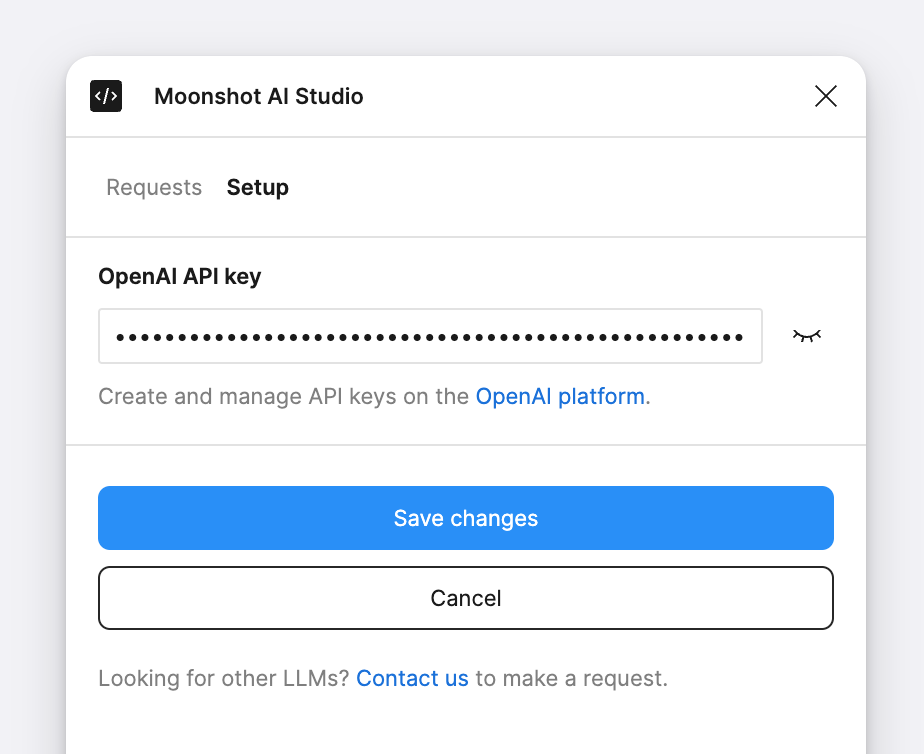 </>
Moonshot AI Studio
Requests Setup
OpenAI API key
•••••••••••••••••••••••••••••••••••••••••••••••••••
Create and manage API keys on the OpenAI platform.
Save changes
Cancel
Looking for other LLMs? Contact us to make a request.